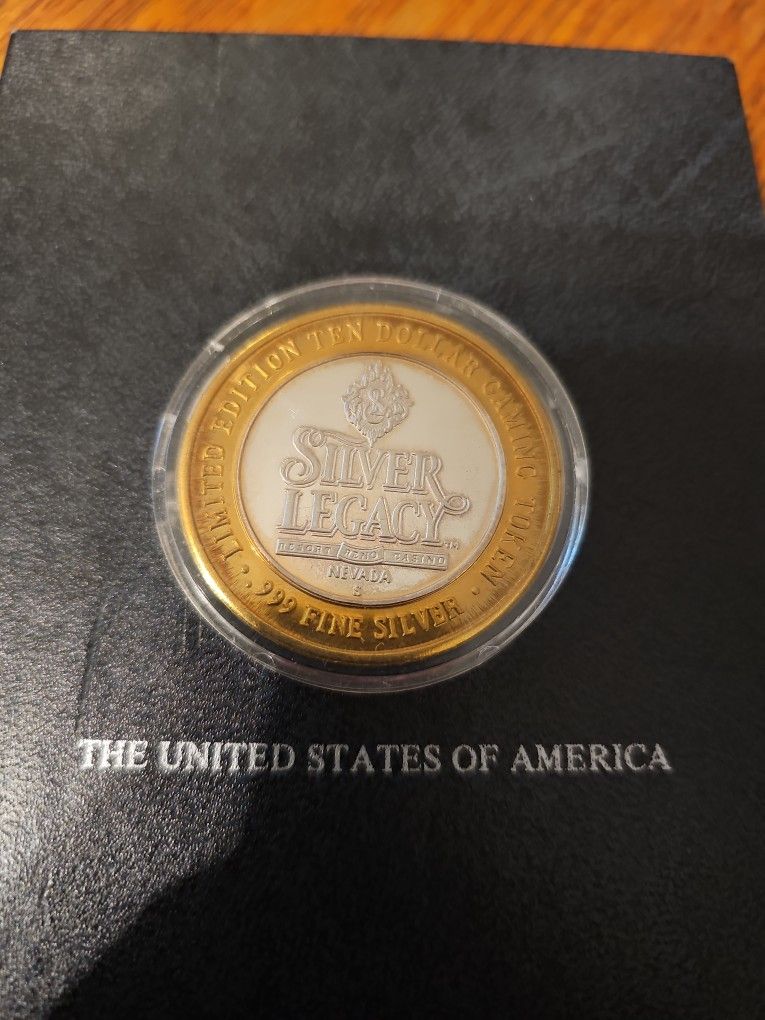 LIMITED EDITION TEN DOLLAR GAMING TOKEN
S
SILVER
LEGACY™
RESORT RENO CASINO
NEVADA
S
· .999 FINE SILVER ·
THE UNITED STATES OF AMERICA